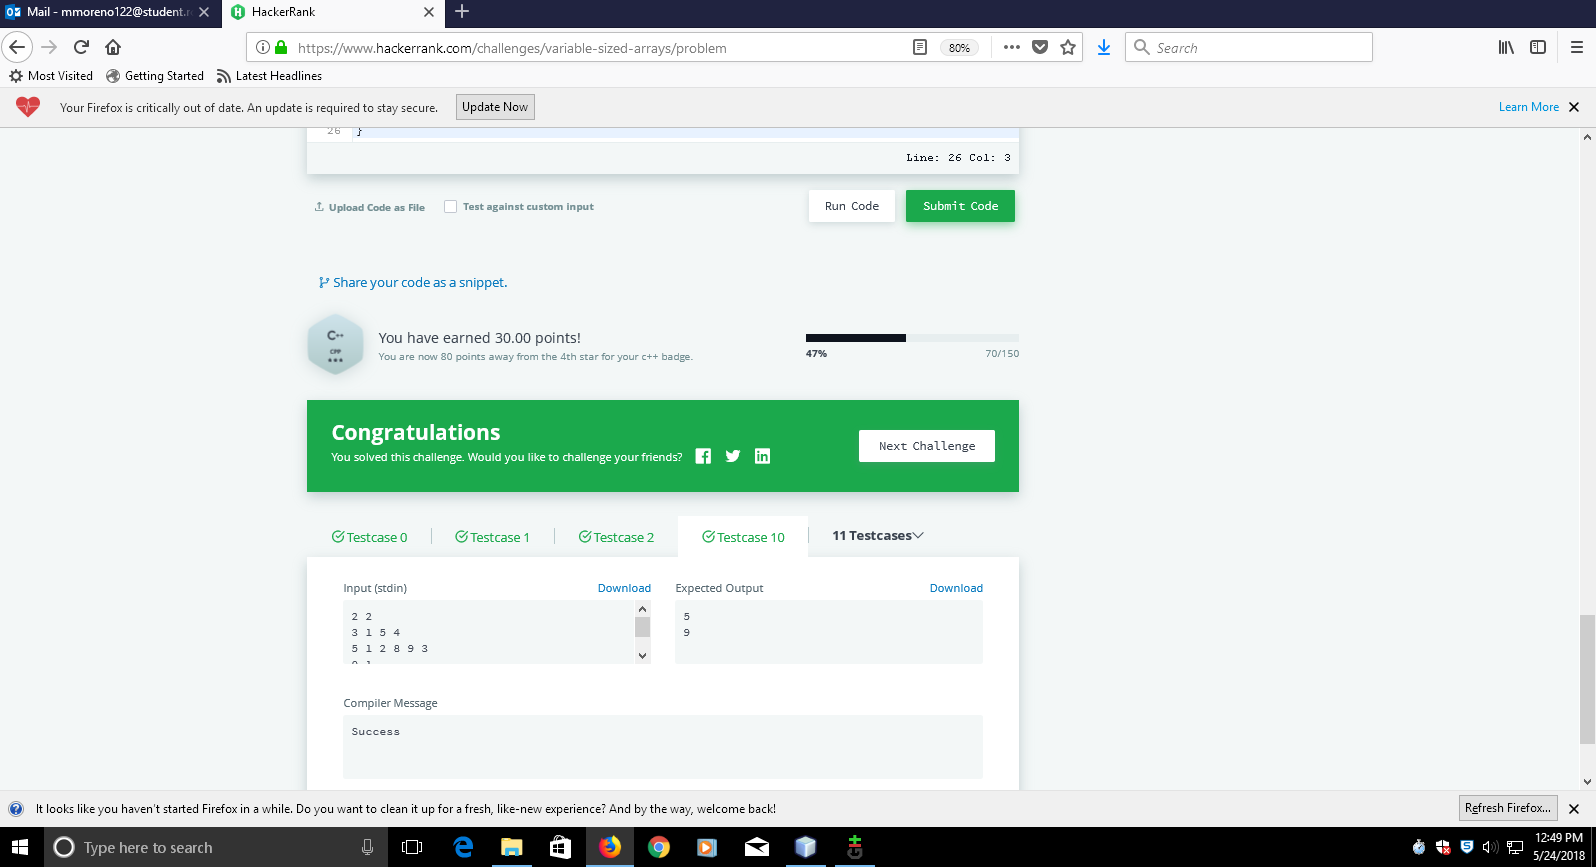 Mail - mmoreno122@student.r
HackerRank
https://www.hackerrank.com/challenges/variable-sized-arrays/problem
80%
Search
Most Visited
Getting Started
Latest Headlines
Your Firefox is critically out of date. An update is required to stay secure.
Update Now
Learn More
26 }
Line: 26 Col: 3
Upload Code as File
Test against custom input
Run Code
Submit Code
Share your code as a snippet.
C++
CPP
You have earned 30.00 points!
You are now 80 points away from the 4th star for your c++ badge.
47%
70/150
Congratulations
You solved this challenge. Would you like to challenge your friends?
Next Challenge
Testcase 0
Testcase 1
Testcase 2
Testcase 10
11 Testcases
Input (stdin)
Download
Expected Output
Download
2 2
3 1 5 4
5 1 2 8 9 3
5
9
Compiler Message
Success
It looks like you haven't started Firefox in a while. Do you want to clean it up for a fresh, like-new experience? And by the way, welcome back!
Refresh Firefox...
Type here to search
12:49 PM
5/24/2018